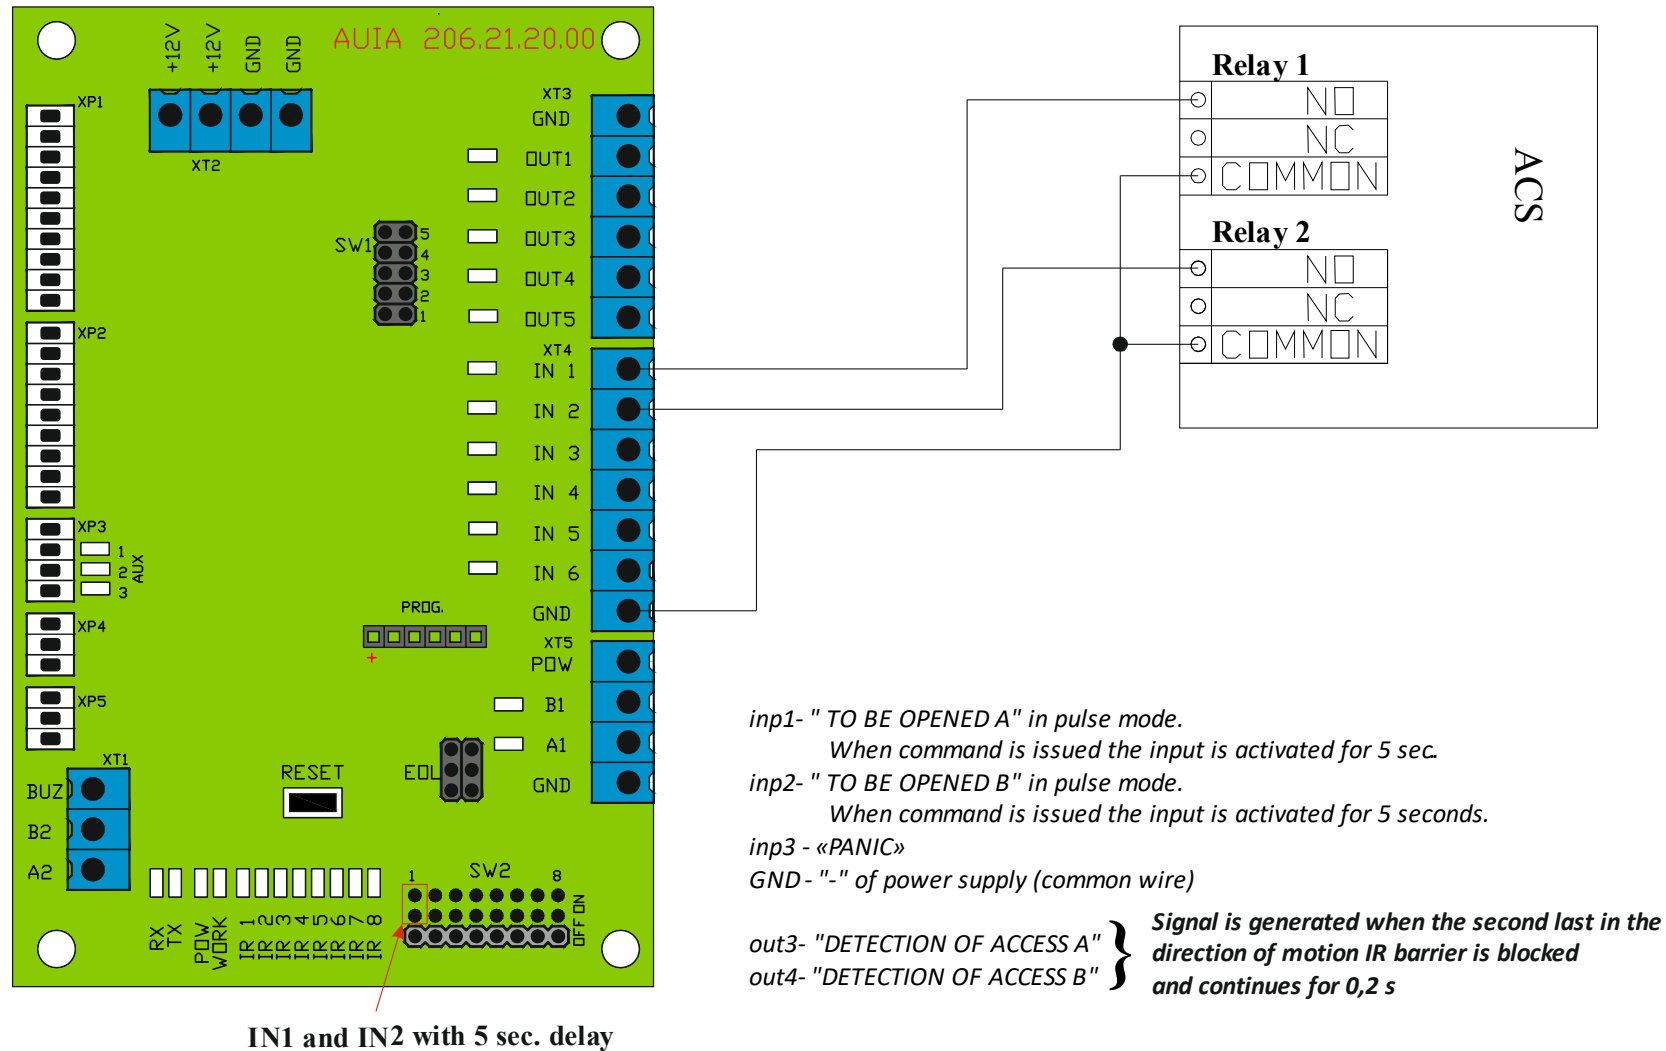 AUIA 206.21.20.00
+12V
+12V
GND
GND
XT2
XP1
XP2
XP3
1
2
3
AUX
XP4
XP5
XT1
BUZ
B2
A2
SW1
5
4
3
2
1
XT3
GND
OUT1
OUT2
OUT3
OUT4
OUT5
XT4
IN 1
IN 2
IN 3
IN 4
IN 5
IN 6
GND
XT5
POW
B1
A1
GND
PROG.
+
RESET
EOL
SW2
1 8
OFF ON
RX
TX
POW
WORK
IR 1
IR 2
IR 3
IR 4
IR 5
IR 6
IR 7
IR 8
IN1 and IN2 with 5 sec. delay
Relay 1
NO
NC
COMMON
Relay 2
NO
NC
COMMON
ACS
inp1- " TO BE OPENED A" in pulse mode.
When command is issued the input is activated for 5 sec.
inp2- " TO BE OPENED B" in pulse mode.
When command is issued the input is activated for 5 seconds.
inp3 - «PANIC»
GND - "-" of power supply (common wire)
out3- "DETECTION OF ACCESS A"
out4- "DETECTION OF ACCESS B"
}
Signal is generated when the second last in the
direction of motion IR barrier is blocked
and continues for 0,2 s